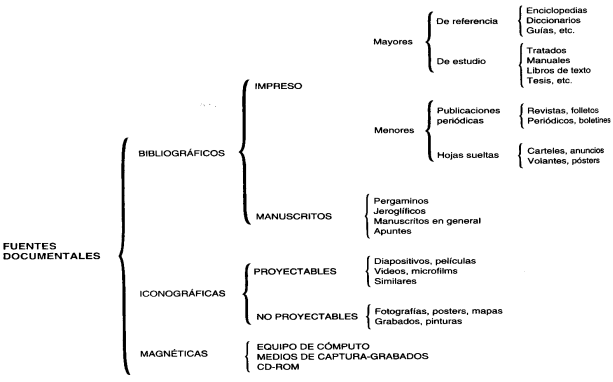 FUENTES
DOCUMENTALES
BIBLIOGRÁFICOS
IMPRESO
Mayores
De referencia
Enciclopedias
Diccionarios
Guías, etc.
De estudio
Tratados
Manuales
Libros de texto
Tesis, etc.
Menores
Publicaciones
periódicas
Revistas, folletos
Periódicos, boletines
Hojas sueltas
Carteles, anuncios
Volantes, pósters
MANUSCRITOS
Pergaminos
Jeroglíficos
Manuscritos en general
Apuntes
ICONOGRÁFICAS
PROYECTABLES
Diapositivos, películas
Videos, microfilms
Similares
NO PROYECTABLES
Fotografías, posters, mapas
Grabados, pinturas
MAGNÉTICAS
EQUIPO DE CÓMPUTO
MEDIOS DE CAPTURA-GRABADOS
CD-ROM